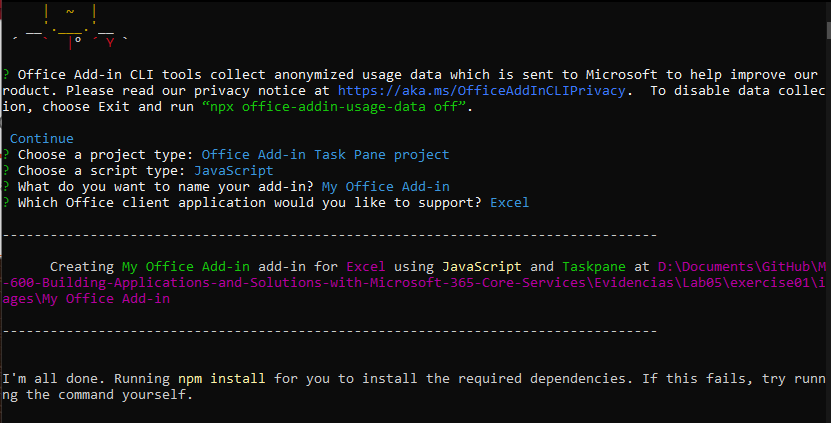 |  ~  |
__'.___.'__
´   `  |° ´ Y `
? Office Add-in CLI tools collect anonymized usage data which is sent to Microsoft to help improve our
roduct. Please read our privacy notice at https://aka.ms/OfficeAddInCLIPrivacy.  To disable data collec
ion, choose Exit and run “npx office-addin-usage-data off”.
Continue
? Choose a project type: Office Add-in Task Pane project
? Choose a script type: JavaScript
? What do you want to name your add-in? My Office Add-in
? Which Office client application would you like to support? Excel
----------------------------------------------------------------------------------
Creating My Office Add-in add-in for Excel using JavaScript and Taskpane at D:\Documents\GitHub\M
-600-Building-Applications-and-Solutions-with-Microsoft-365-Core-Services\Evidencias\Lab05\exercise01\i
ages\My Office Add-in
----------------------------------------------------------------------------------
I'm all done. Running npm install for you to install the required dependencies. If this fails, try runn
ng the command yourself.